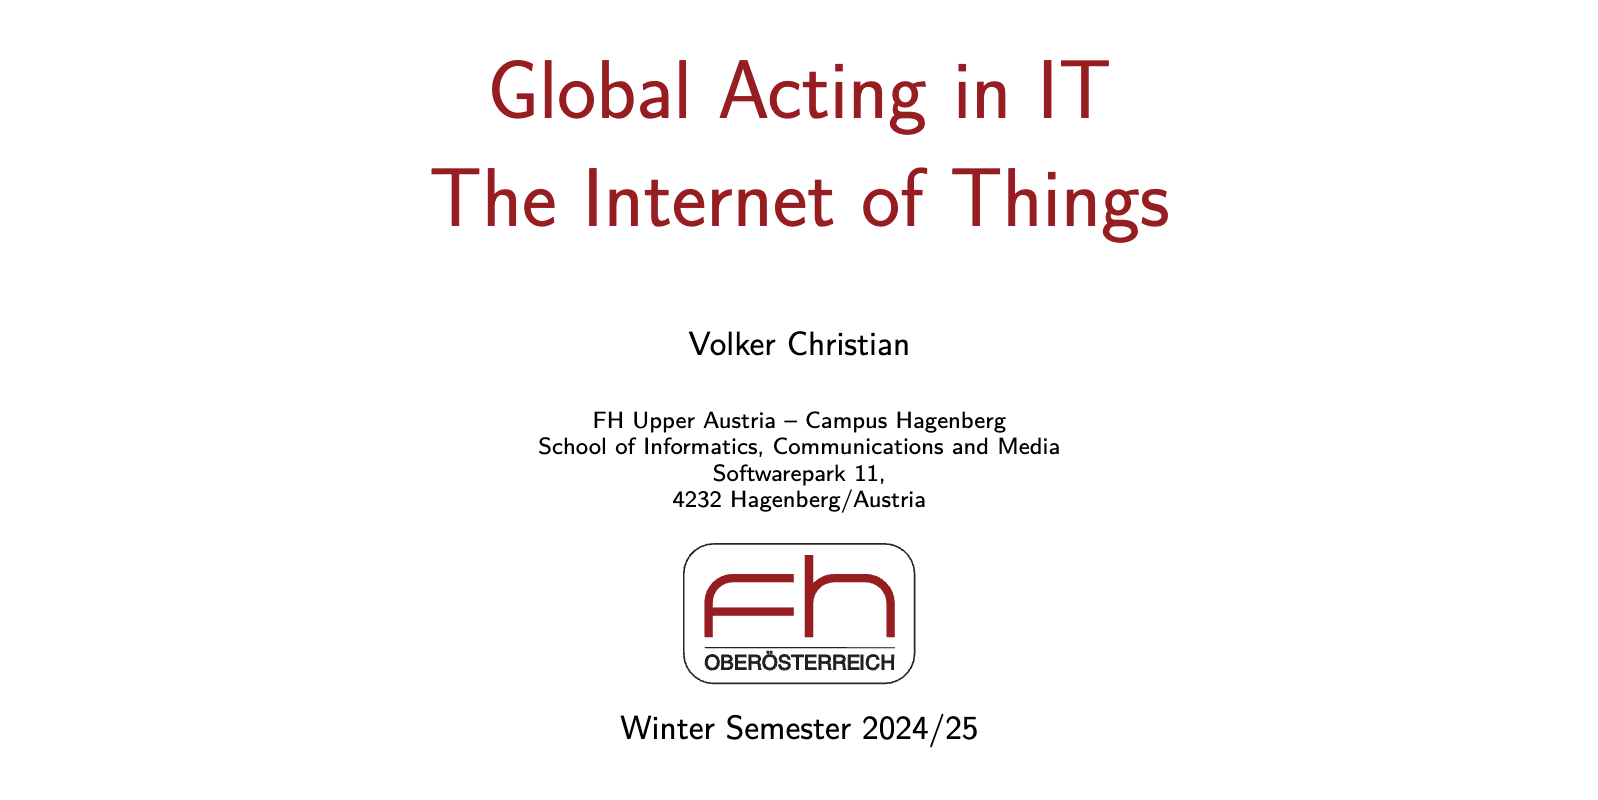 Global Acting in IT
The Internet of Things
Volker Christian
FH Upper Austria – Campus Hagenberg
School of Informatics, Communications and Media
Softwarepark 11,
4232 Hagenberg/Austria
fh
OBERÖSTERREICH
Winter Semester 2024/25